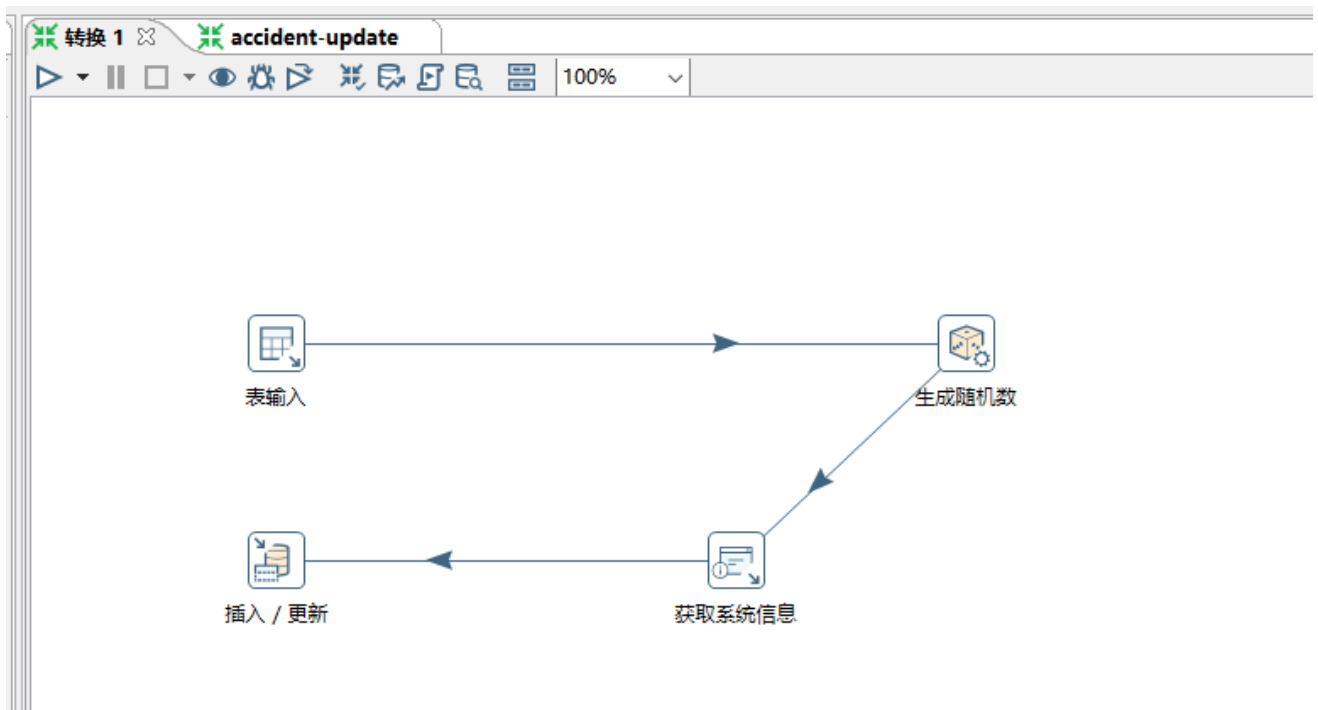 转换 1
accident-update
100%
表输入
生成随机数
插入 / 更新
获取系统信息